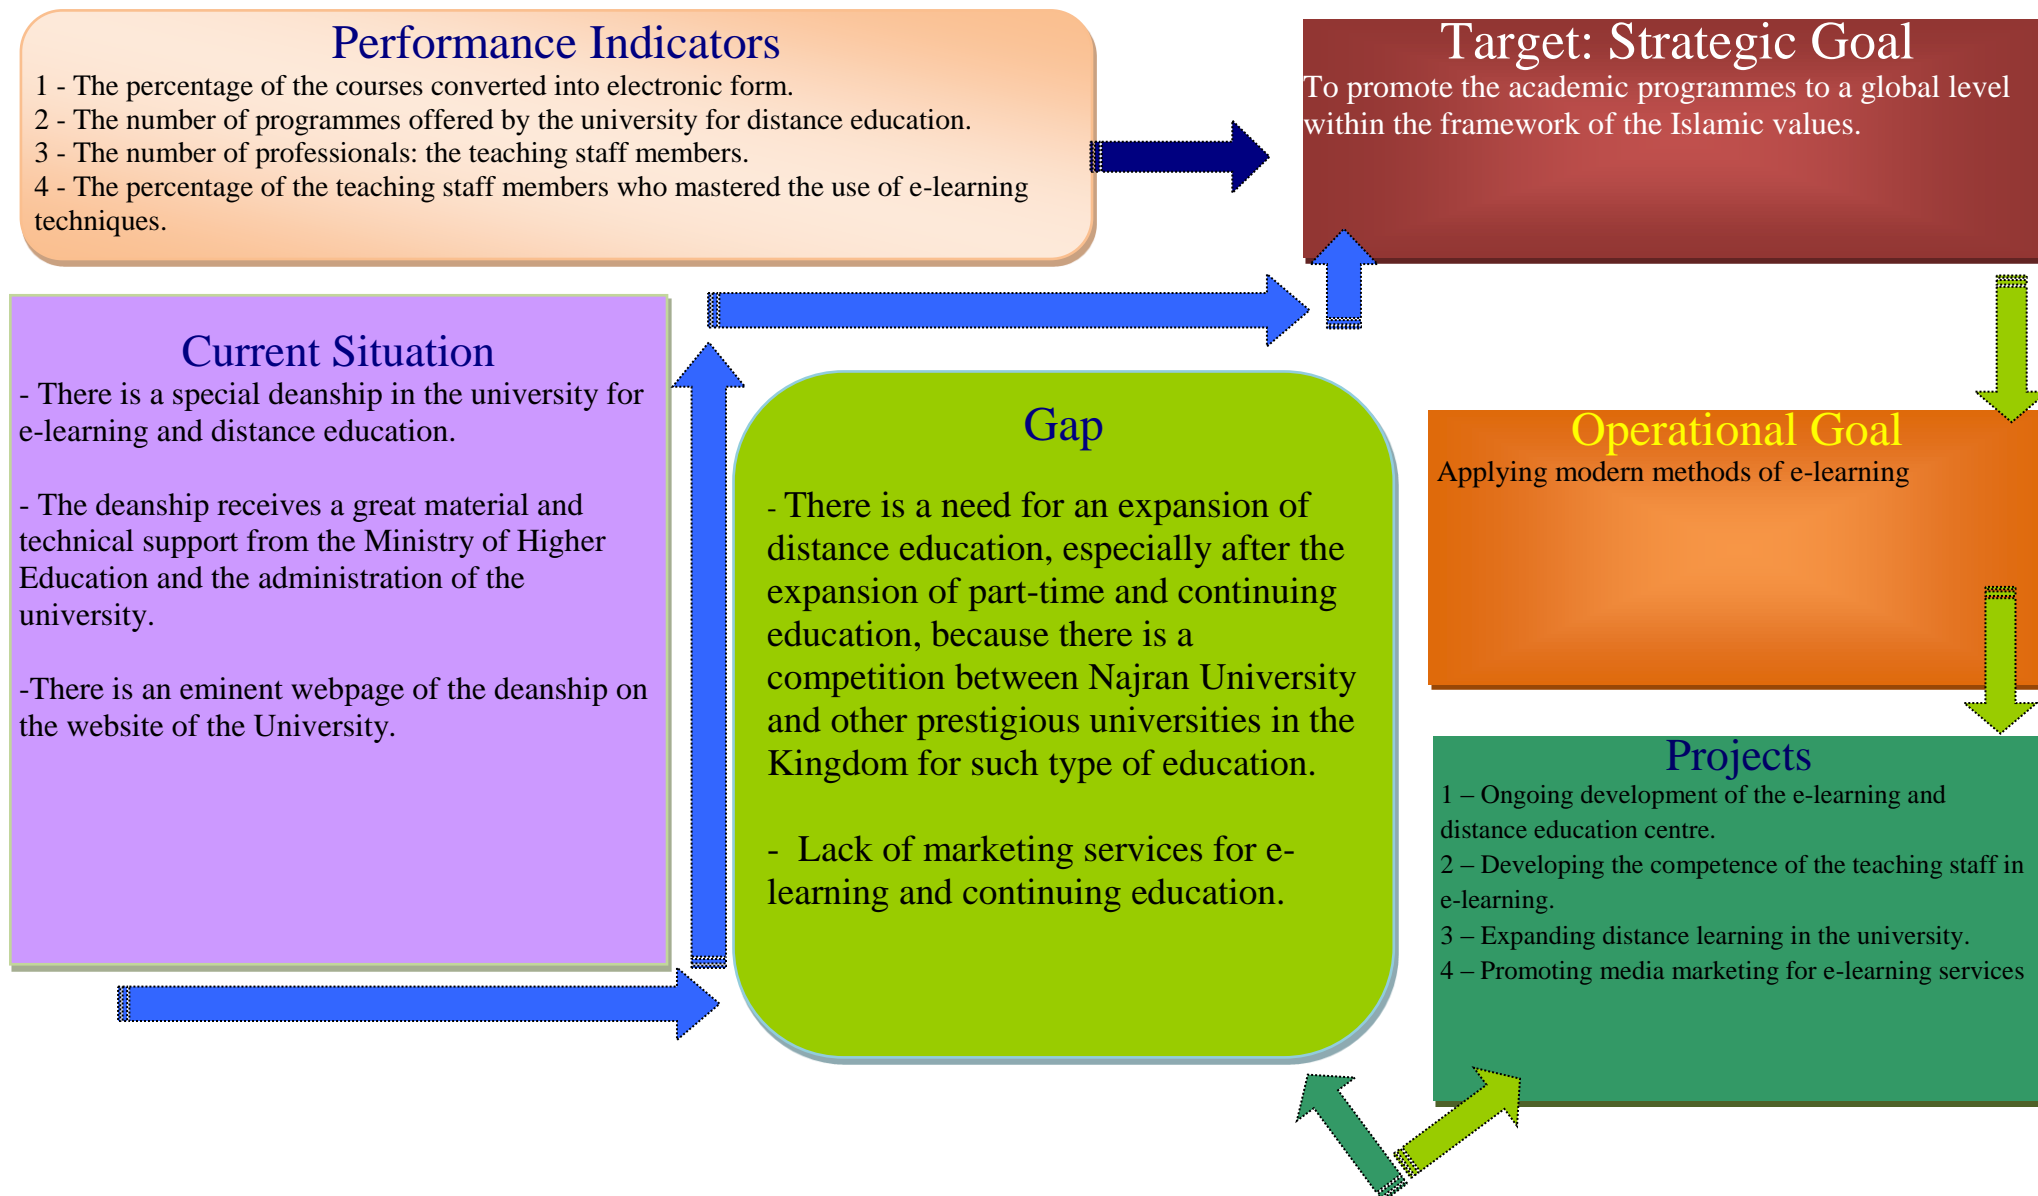 Performance Indicators
1 - The percentage of the courses converted into electronic form.
2 - The number of programmes offered by the university for distance education.
3 - The number of professionals: the teaching staff members.
4 - The percentage of the teaching staff members who mastered the use of e-learning
techniques.
Target: Strategic Goal
To promote the academic programmes to a global level
within the framework of the Islamic values.
Current Situation
- There is a special deanship in the university for
e-learning and distance education.
- The deanship receives a great material and
technical support from the Ministry of Higher
Education and the administration of the
university.
-There is an eminent webpage of the deanship on
the website of the University.
Gap
- There is a need for an expansion of
distance education, especially after the
expansion of part-time and continuing
education, because there is a
competition between Najran University
and other prestigious universities in the
Kingdom for such type of education.
- Lack of marketing services for e-
learning and continuing education.
Operational Goal
Applying modern methods of e-learning
Projects
1 – Ongoing development of the e-learning and
distance education centre.
2 – Developing the competence of the teaching staff in
e-learning.
3 – Expanding distance learning in the university.
4 – Promoting media marketing for e-learning services